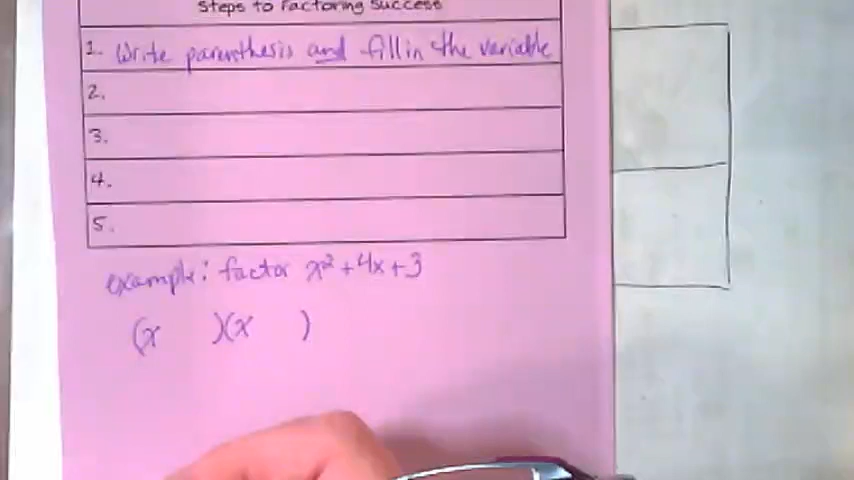 Steps to Factoring Success
1. Write parenthesis and fill in the variable
2.
3.
4.
5.
example: factor x² + 4x + 3
(x )(x )